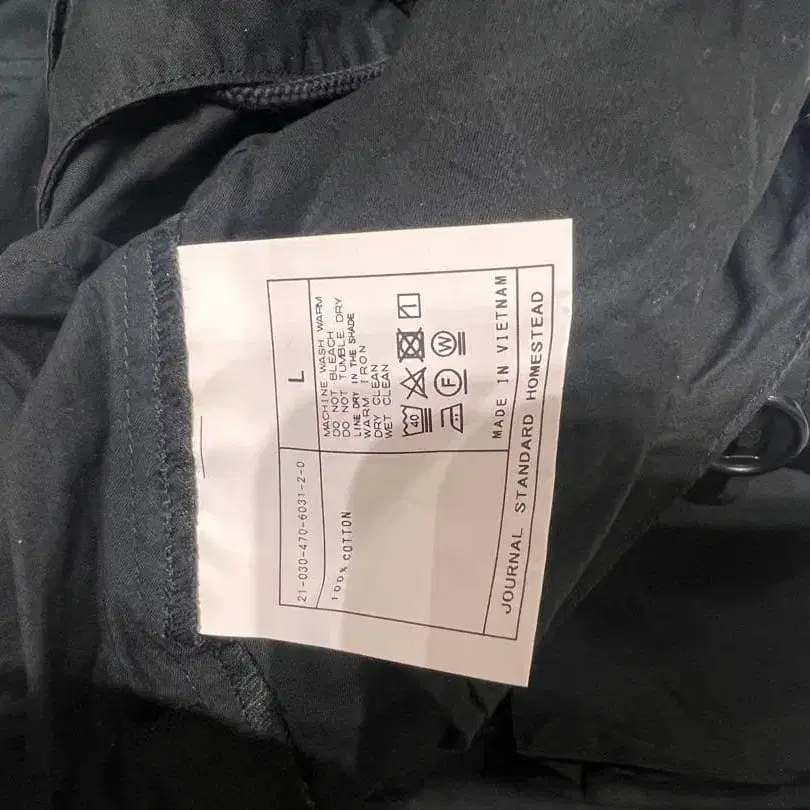 21-030-470-6031-2-0
L
100% COTTON
MACHINE WASH WARM
DO NOT BLEACH
DO NOT TUMBLE DRY
LINE DRY IN THE SHADE
WARM IRON
DRY CLEAN
WET CLEAN
40
F
W
MADE IN VIETNAM
JOURNAL STANDARD HOMESTEAD